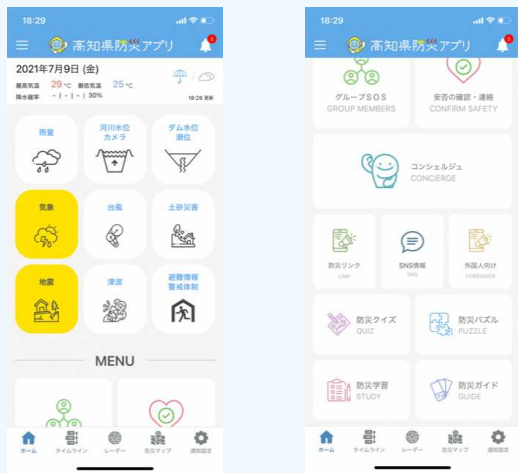 18:29
高知県防災アプリ
2021年7月9日 (金)
最高気温 29 ℃ 最低気温 25 ℃
降水確率 - | - | - | 30%
18:28 更新
雨量
河川水位
カメラ
ダム水位
潮位
気象
台風
土砂災害
地震
津波
避難情報
警戒体制
MENU
ホーム
タイムライン
レーダー
防災マップ
通知設定
18:29
高知県防災アプリ
グループSOS
GROUP MEMBERS
安否の確認・連絡
CONFIRM SAFETY
コンシェルジュ
CONCIERGE
防災リンク
LINK
SNS情報
SNS
外国人向け
FOREIGNER
防災クイズ
QUIZ
防災パズル
PUZZLE
防災学習
STUDY
防災ガイド
GUIDE
ホーム
タイムライン
レーダー
防災マップ
通知設定